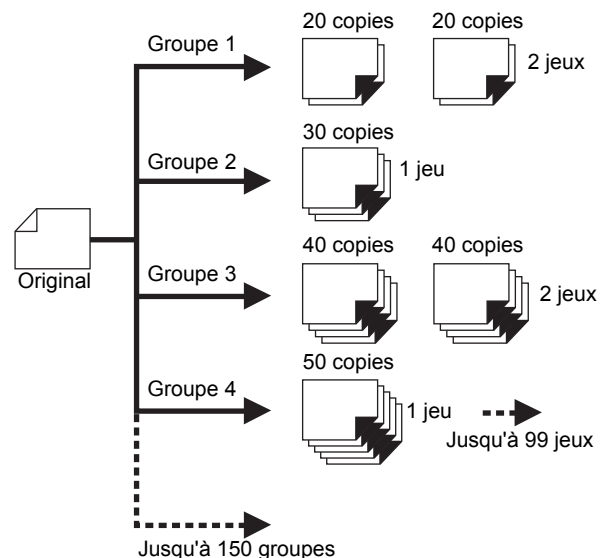 20 copies
20 copies
Groupe 1
2 jeux
30 copies
Groupe 2
1 jeu
40 copies
40 copies
Original
Groupe 3
2 jeux
50 copies
Groupe 4
1 jeu
Jusqu'à 99 jeux
Jusqu'à 150 groupes